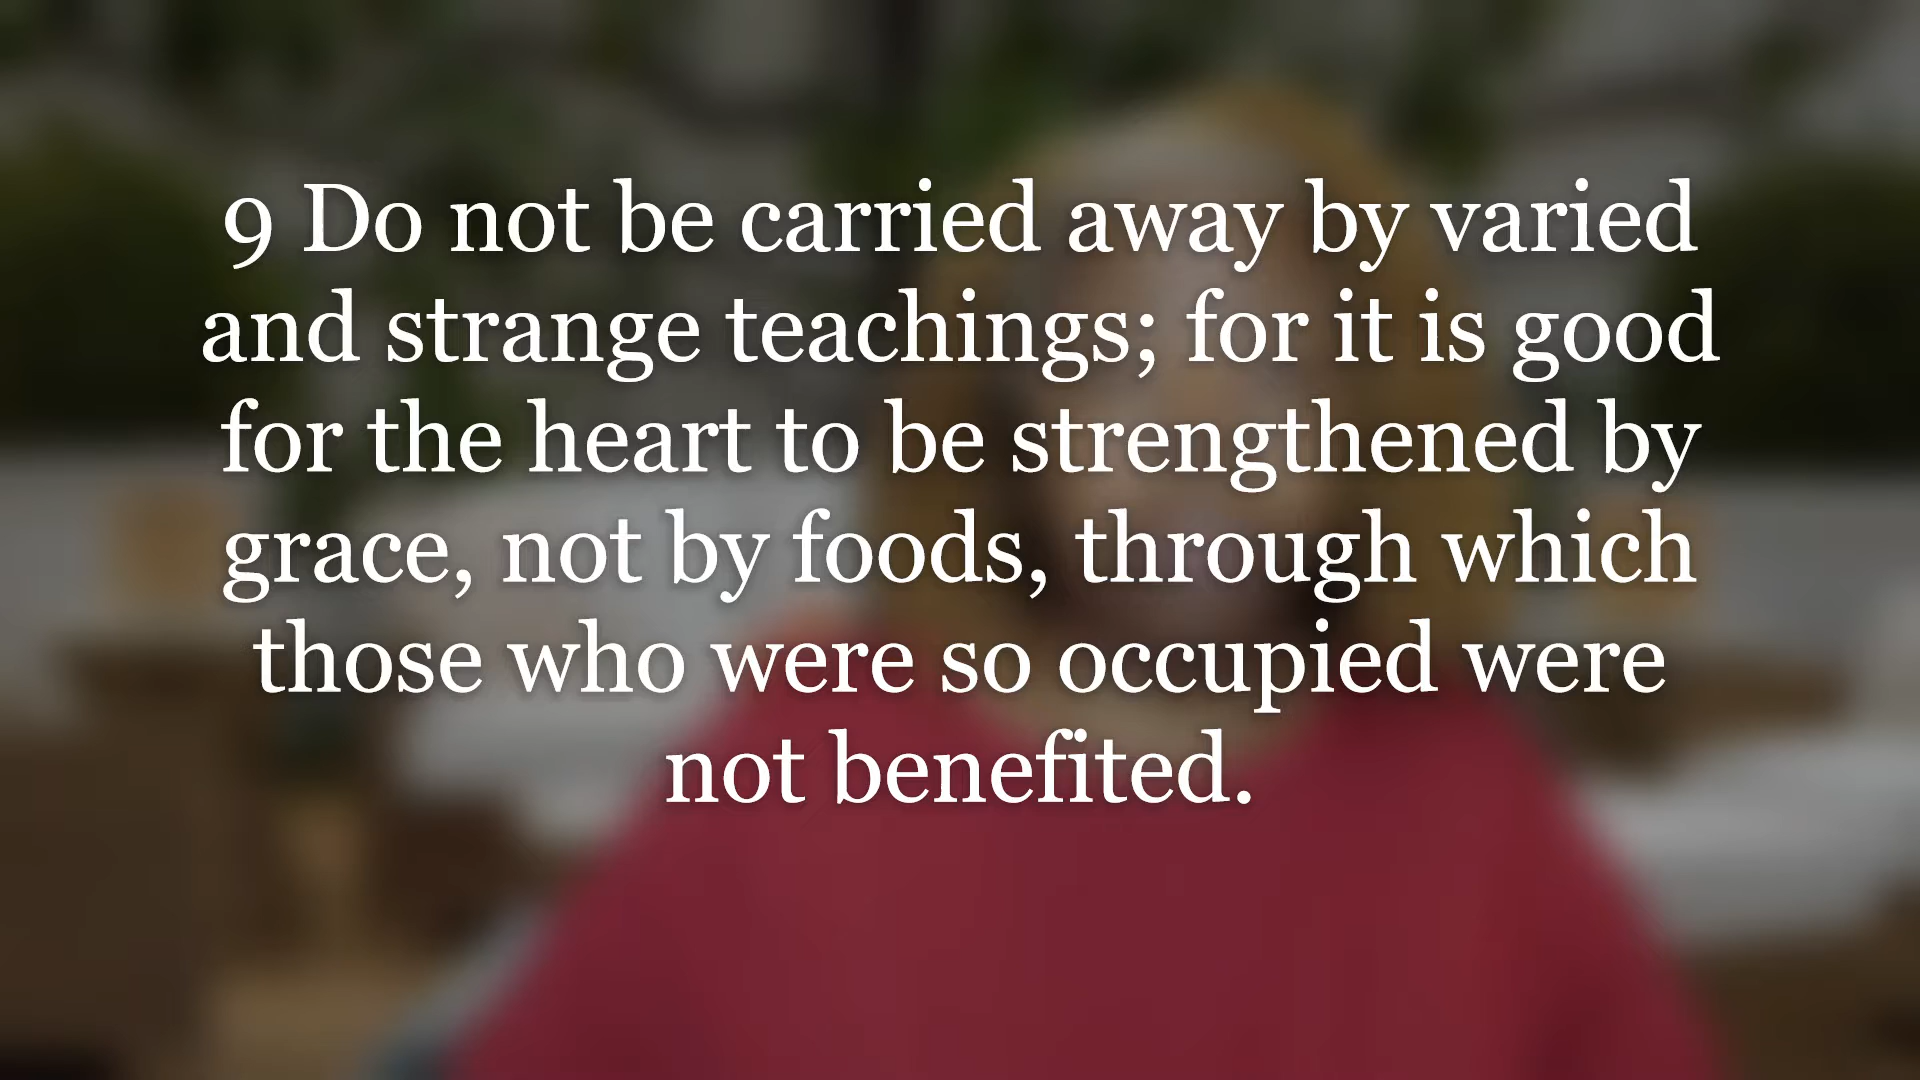 9 Do not be carried away by varied
and strange teachings; for it is good
for the heart to be strengthened by
grace, not by foods, through which
those who were so occupied were
not benefited.